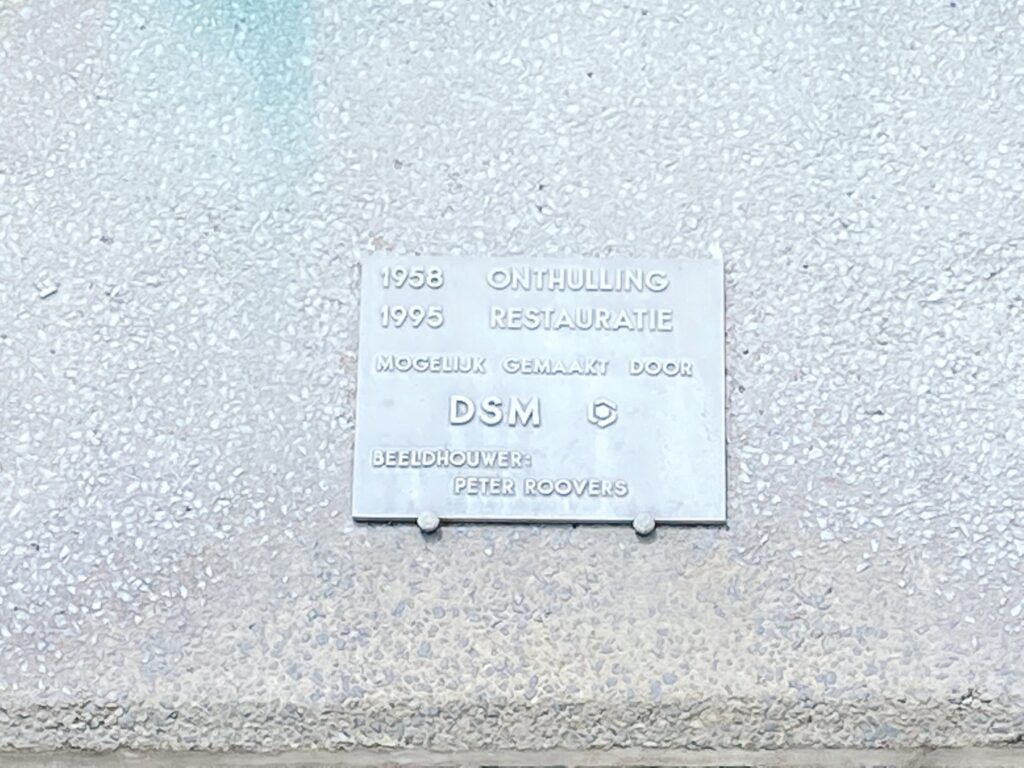 1958 ONTHULLING
1995 RESTAURATIE
MOGELIJK GEMAAKT DOOR
DSM
BEELDHOUWER:
PETER ROOVERS